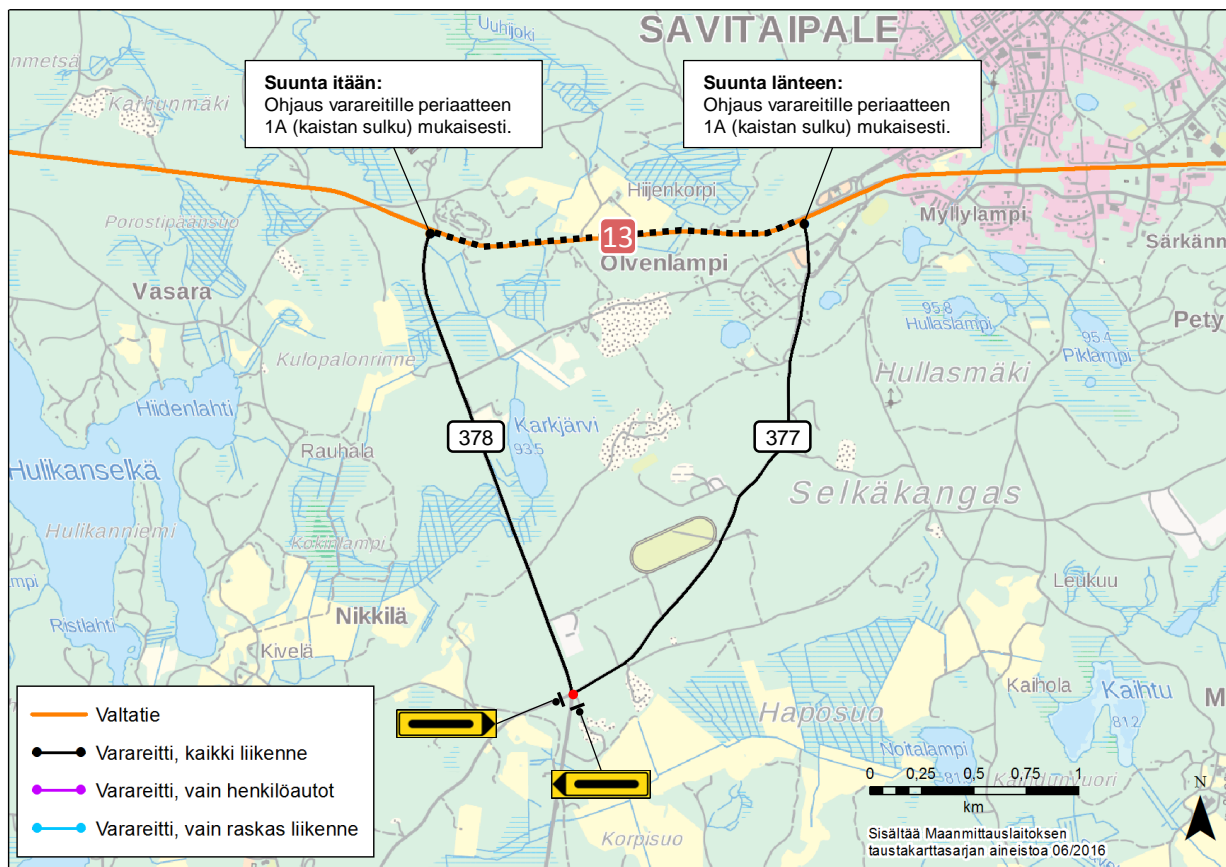 SAVITAIPALE
Uuhijoki
nmetsä
Karhunmäki
Suunta itään:
Ohjaus varareitille periaatteen
1A (kaistan sulku) mukaisesti.
Suunta länteen:
Ohjaus varareitille periaatteen
1A (kaistan sulku) mukaisesti.
Hiijenkorpi
Porostipäänsuo
Myllylampi
13
Olvenlampi
Särkänn
Vasara
95.8
Hullaslampi
Pety
95.4
Piklampi
Kulopalonrinne
Hullasmäki
Hiidenlahti
Karkjärvi
93.5
378
377
Rauhala
Hulikanselkä
Selkäkangas
Hulikanniemi
Kokinlampi
Leukuu
mpi
Ristlahti
Nikkilä
Kivelä
Kaihola
Kaihtu
81.2
M
Haposuo
Noitalampi
Valtatie
Varareitti, kaikki liikenne
Varareitti, vain henkilöautot
Varareitti, vain raskas liikenne
0 0,25 0,5 0,75 1
km
N
Korpisuo
Sisältää Maanmittauslaitoksen
taustakarttasarjan aineistoa 06/2016